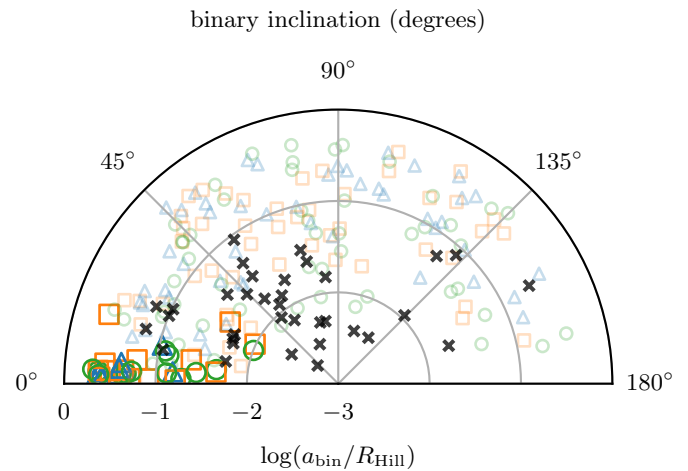 binary inclination (degrees)
90°
45° 135°
0° 180°
0 −1 −2 −3
log(a_bin/R_Hill)